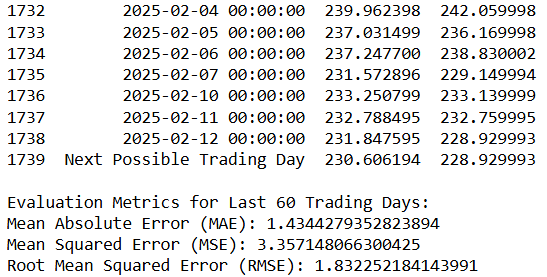 1732 2025-02-04 00:00:00 239.962398 242.059998
1733 2025-02-05 00:00:00 237.031499 236.169998
1734 2025-02-06 00:00:00 237.247700 238.830002
1735 2025-02-07 00:00:00 231.572896 229.149994
1736 2025-02-10 00:00:00 233.250799 233.139999
1737 2025-02-11 00:00:00 232.788495 232.759995
1738 2025-02-12 00:00:00 231.847595 228.929993
1739 Next Possible Trading Day 230.606194 228.929993
Evaluation Metrics for Last 60 Trading Days:
Mean Absolute Error (MAE): 1.4344279352823894
Mean Squared Error (MSE): 3.357148066300425
Root Mean Squared Error (RMSE): 1.832252184143991